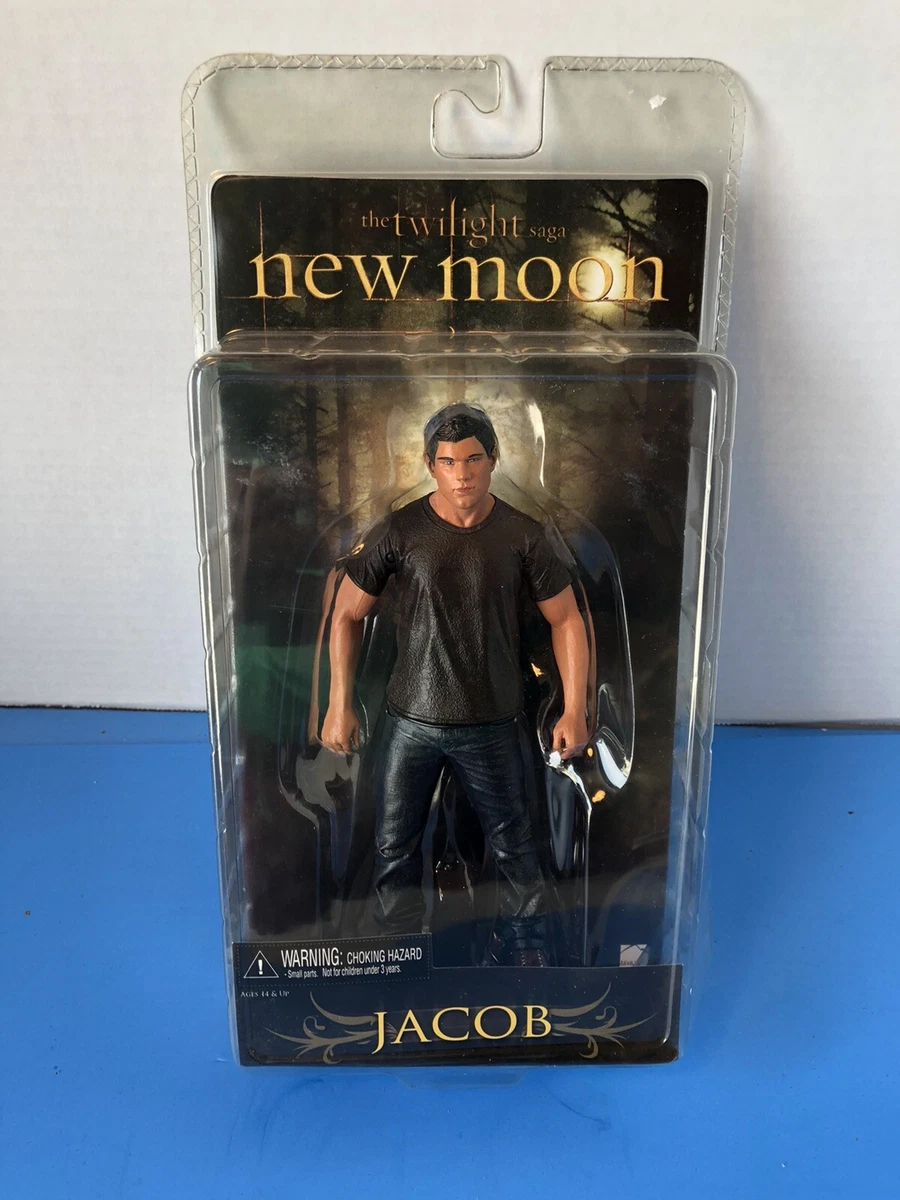 the twilight saga
new moon
WARNING: CHOKING HAZARD
- Small parts. Not for children under 3 years.
AGES 14 & UP
JACOB